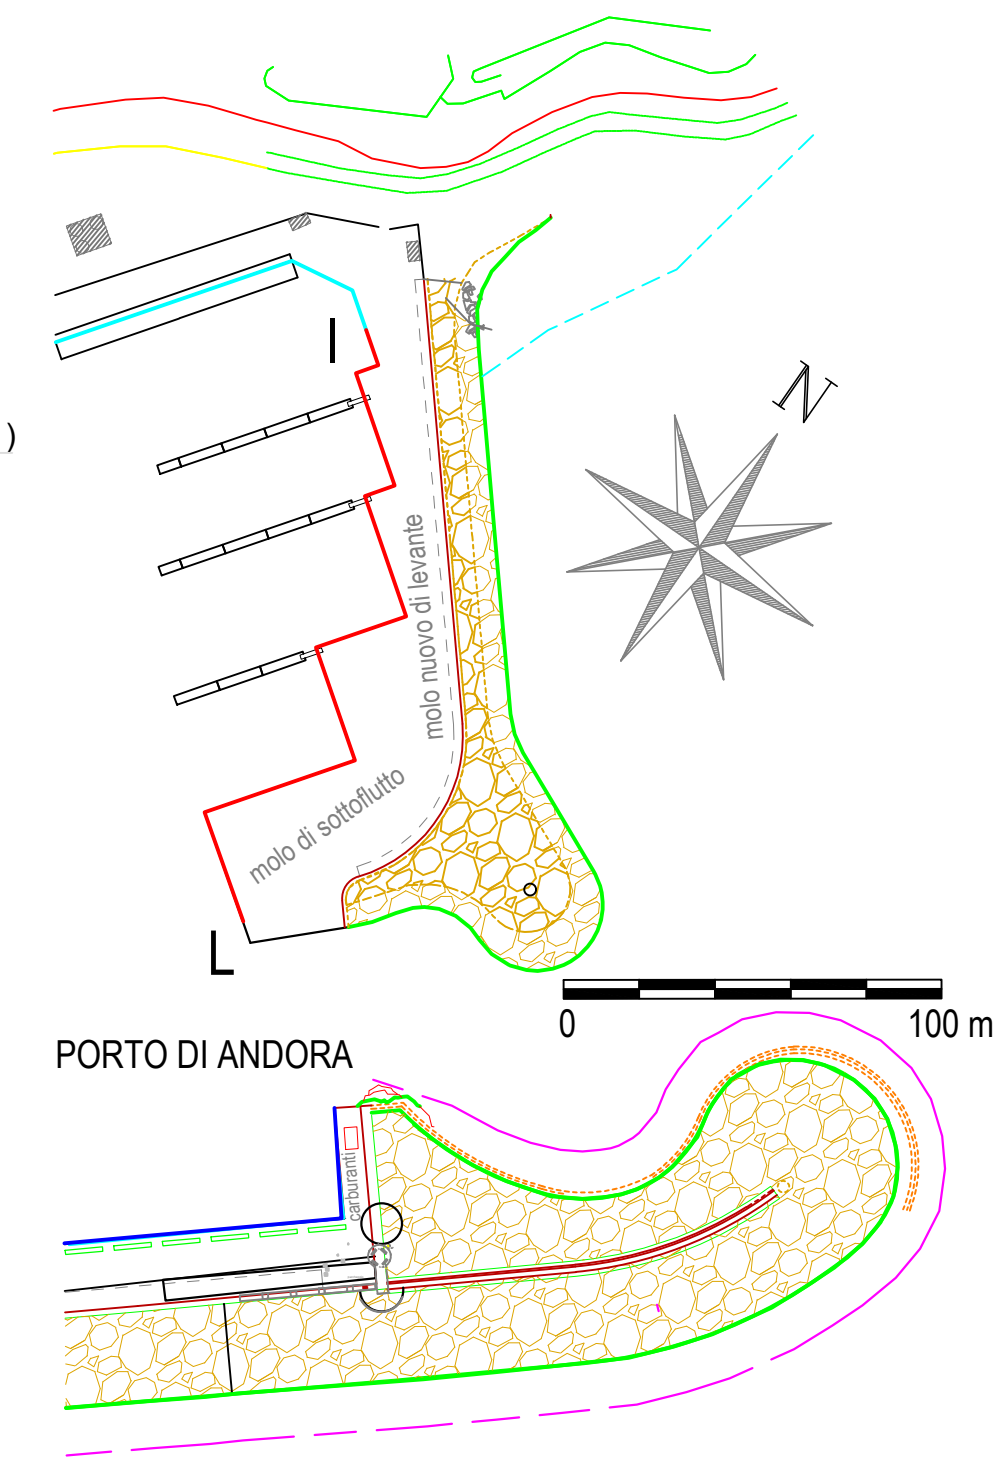 I
)
N
molo nuovo di levante
molo di sottoflutto
L
0 100 m
PORTO DI ANDORA
carburanti